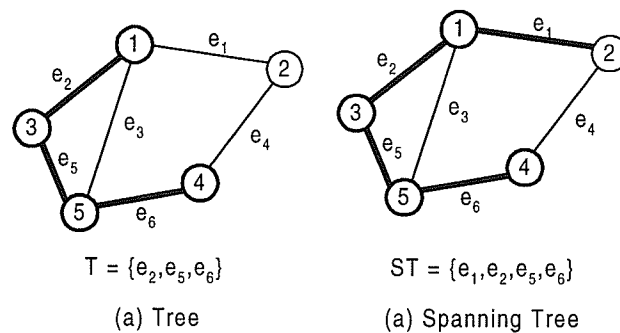 1
e₁
2
e₂
3
e₃
e₄
e₅
4
5
e₆
T = {e₂,e₅,e₆}
(a) Tree
1
e₁
2
e₂
3
e₃
e₄
e₅
4
5
e₆
ST = {e₁,e₂,e₅,e₆}
(a) Spanning Tree